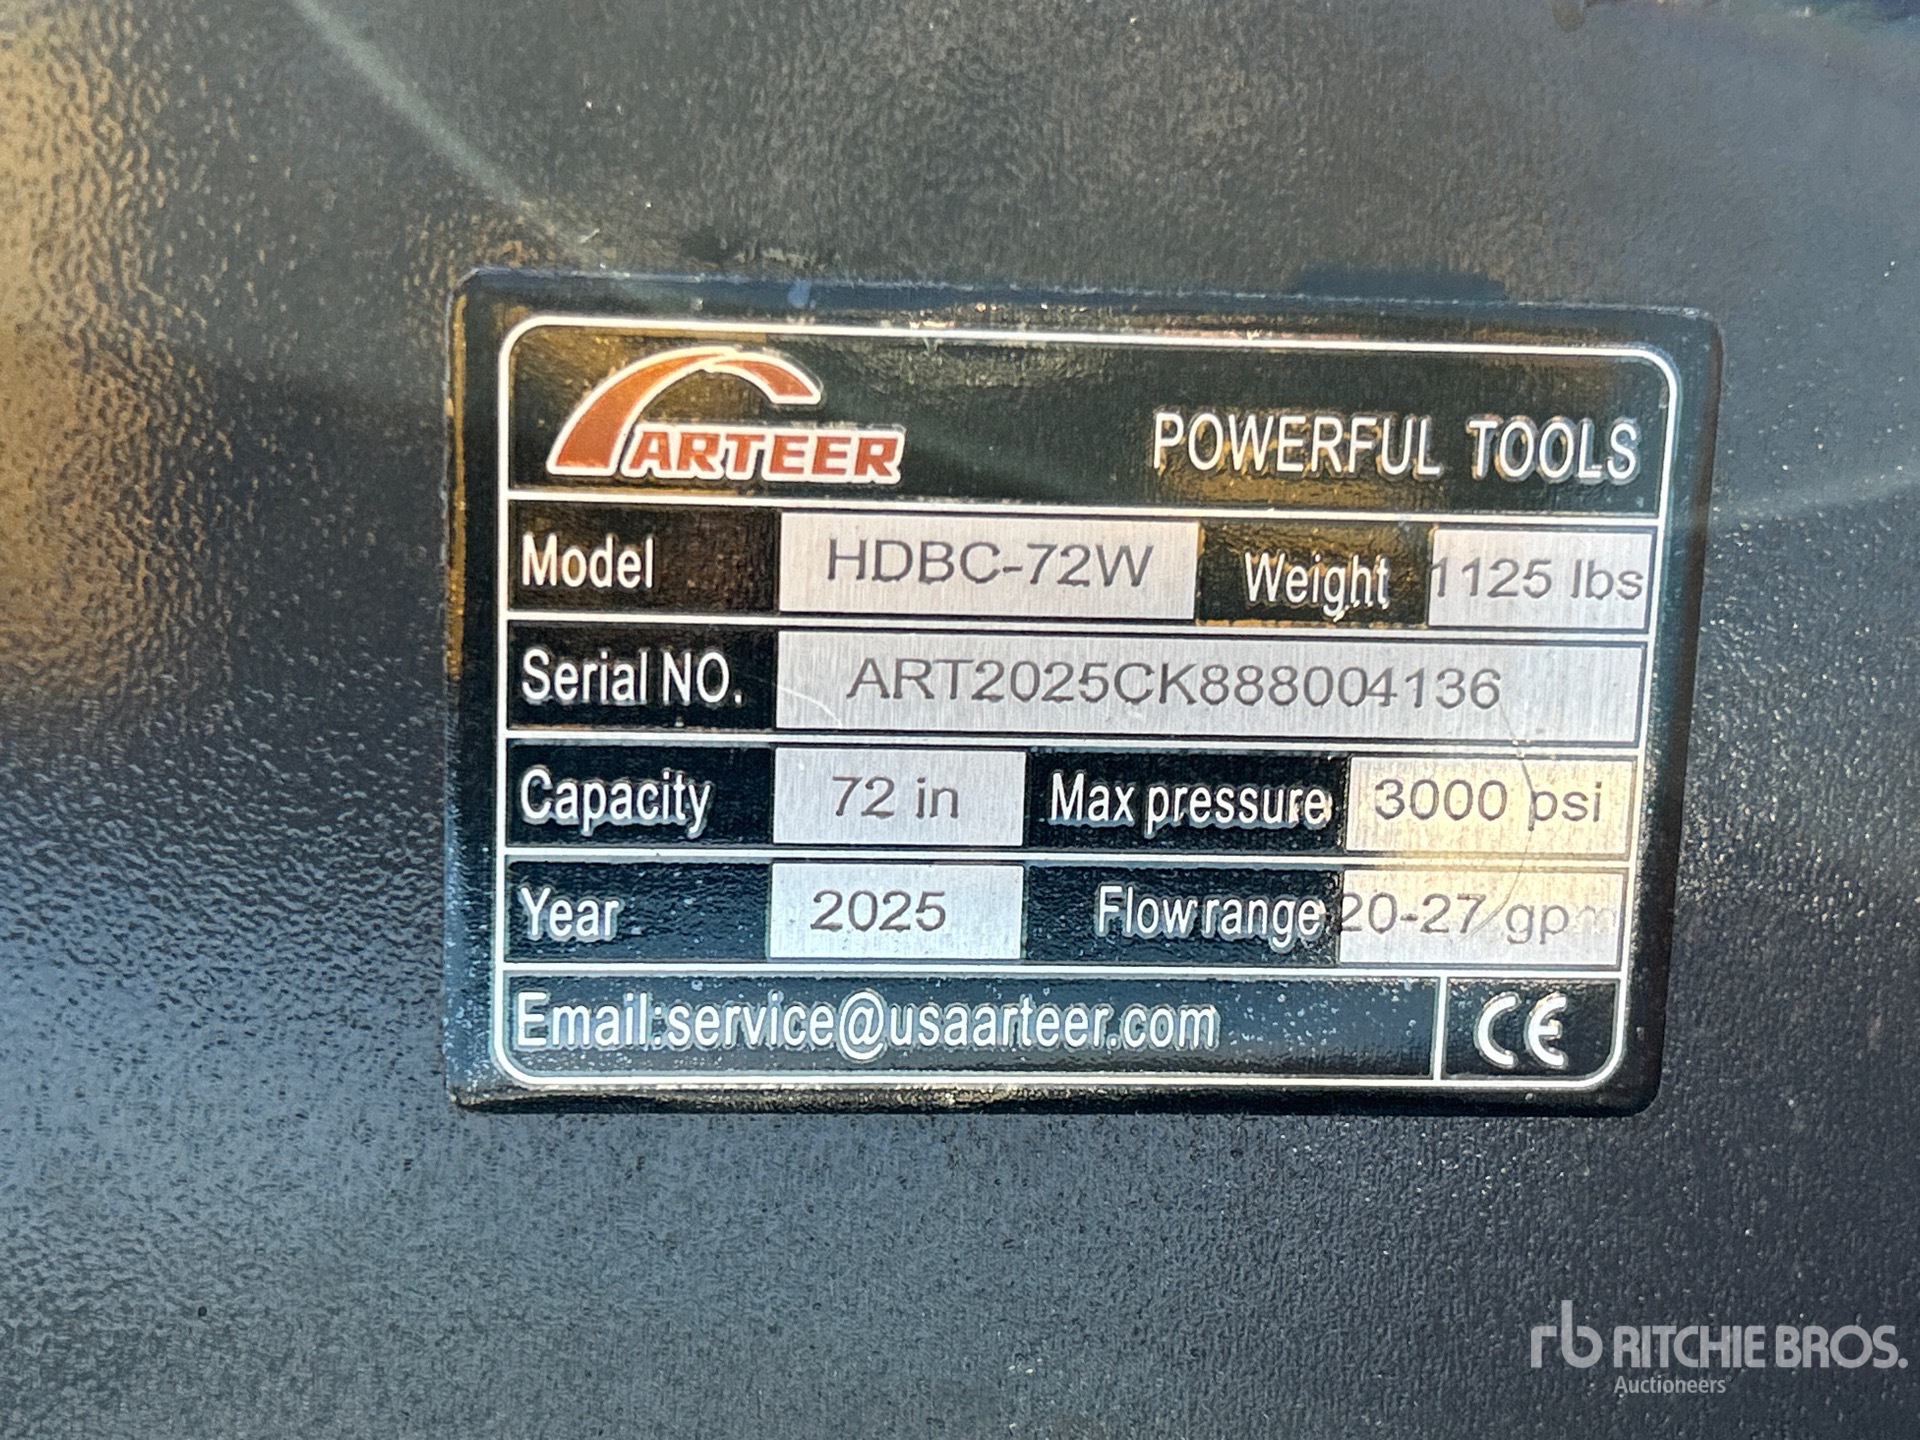 ARTEER POWERFUL TOOLS
Model HDBC-72W Weight 1125 lbs
Serial NO. ART2025CK888004136
Capacity 72 in Max pressure 3000 psi
Year 2025 Flow range 20-27 gpm
Email:service@usaarteer.com CE
rb RITCHIE BROS.
Auctioneers